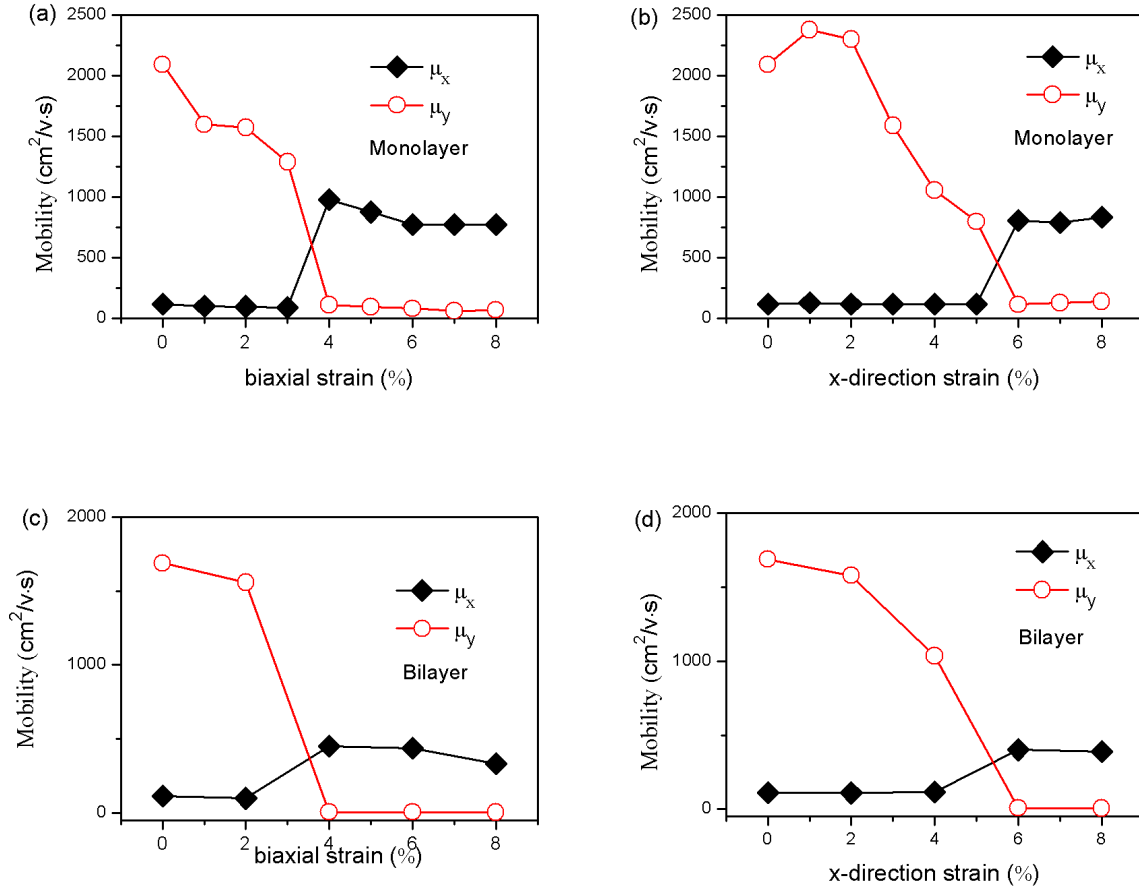 (a)
2500
2000
1500
1000
500
0
Mobility (cm²/v·s)
μx
μy
Monolayer
0 2 4 6 8
biaxial strain (%)
(b)
2500
2000
1500
1000
500
0
Mobility (cm²/v·s)
μx
μy
Monolayer
0 2 4 6 8
x-direction strain (%)
(c)
2000
1000
0
Mobility (cm²/v·s)
μx
μy
Bilayer
0 2 4 6 8
biaxial strain (%)
(d)
2000
1000
0
Mobility (cm²/v·s)
μx
μy
Bilayer
0 2 4 6 8
x-direction strain (%)